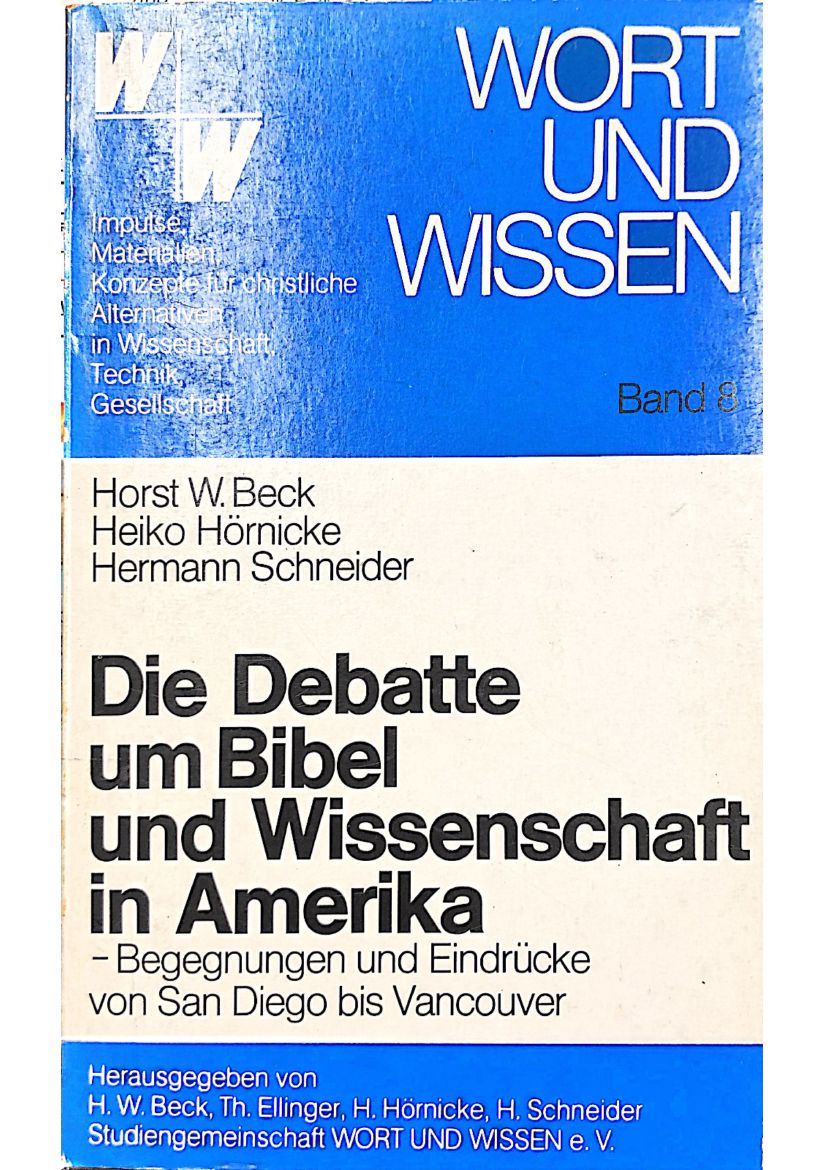 W
W
WORT
UND
WISSEN
Impulse,
Materialien,
Konzepte für christliche
Alternativen
in Wissenschaft,
Technik,
Gesellschaft
Band 8
Horst W. Beck
Heiko Hörnicke
Hermann Schneider
Die Debatte
um Bibel
und Wissenschaft
in Amerika
– Begegnungen und Eindrücke
von San Diego bis Vancouver
Herausgegeben von
H. W. Beck, Th. Ellinger, H. Hörnicke, H. Schneider
Studiengemeinschaft WORT UND WISSEN e. V.